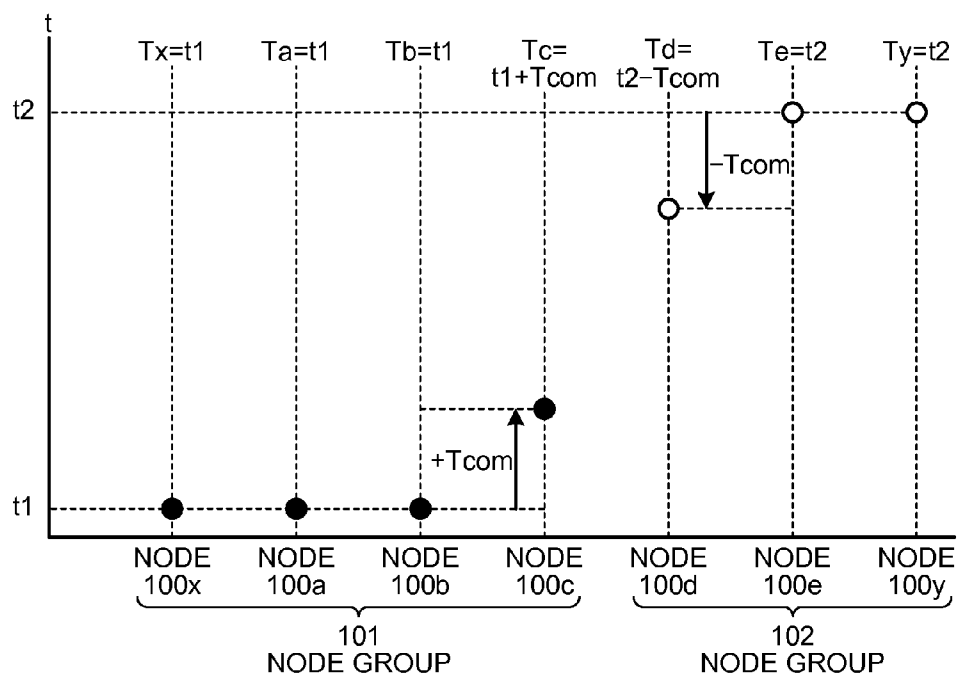 t
Tx=t1 Ta=t1 Tb=t1 Tc= t1+Tcom Td= t2−Tcom Te=t2 Ty=t2
t2
−Tcom
+Tcom
t1
NODE 100x NODE 100a NODE 100b NODE 100c NODE 100d NODE 100e NODE 100y
101 NODE GROUP
102 NODE GROUP